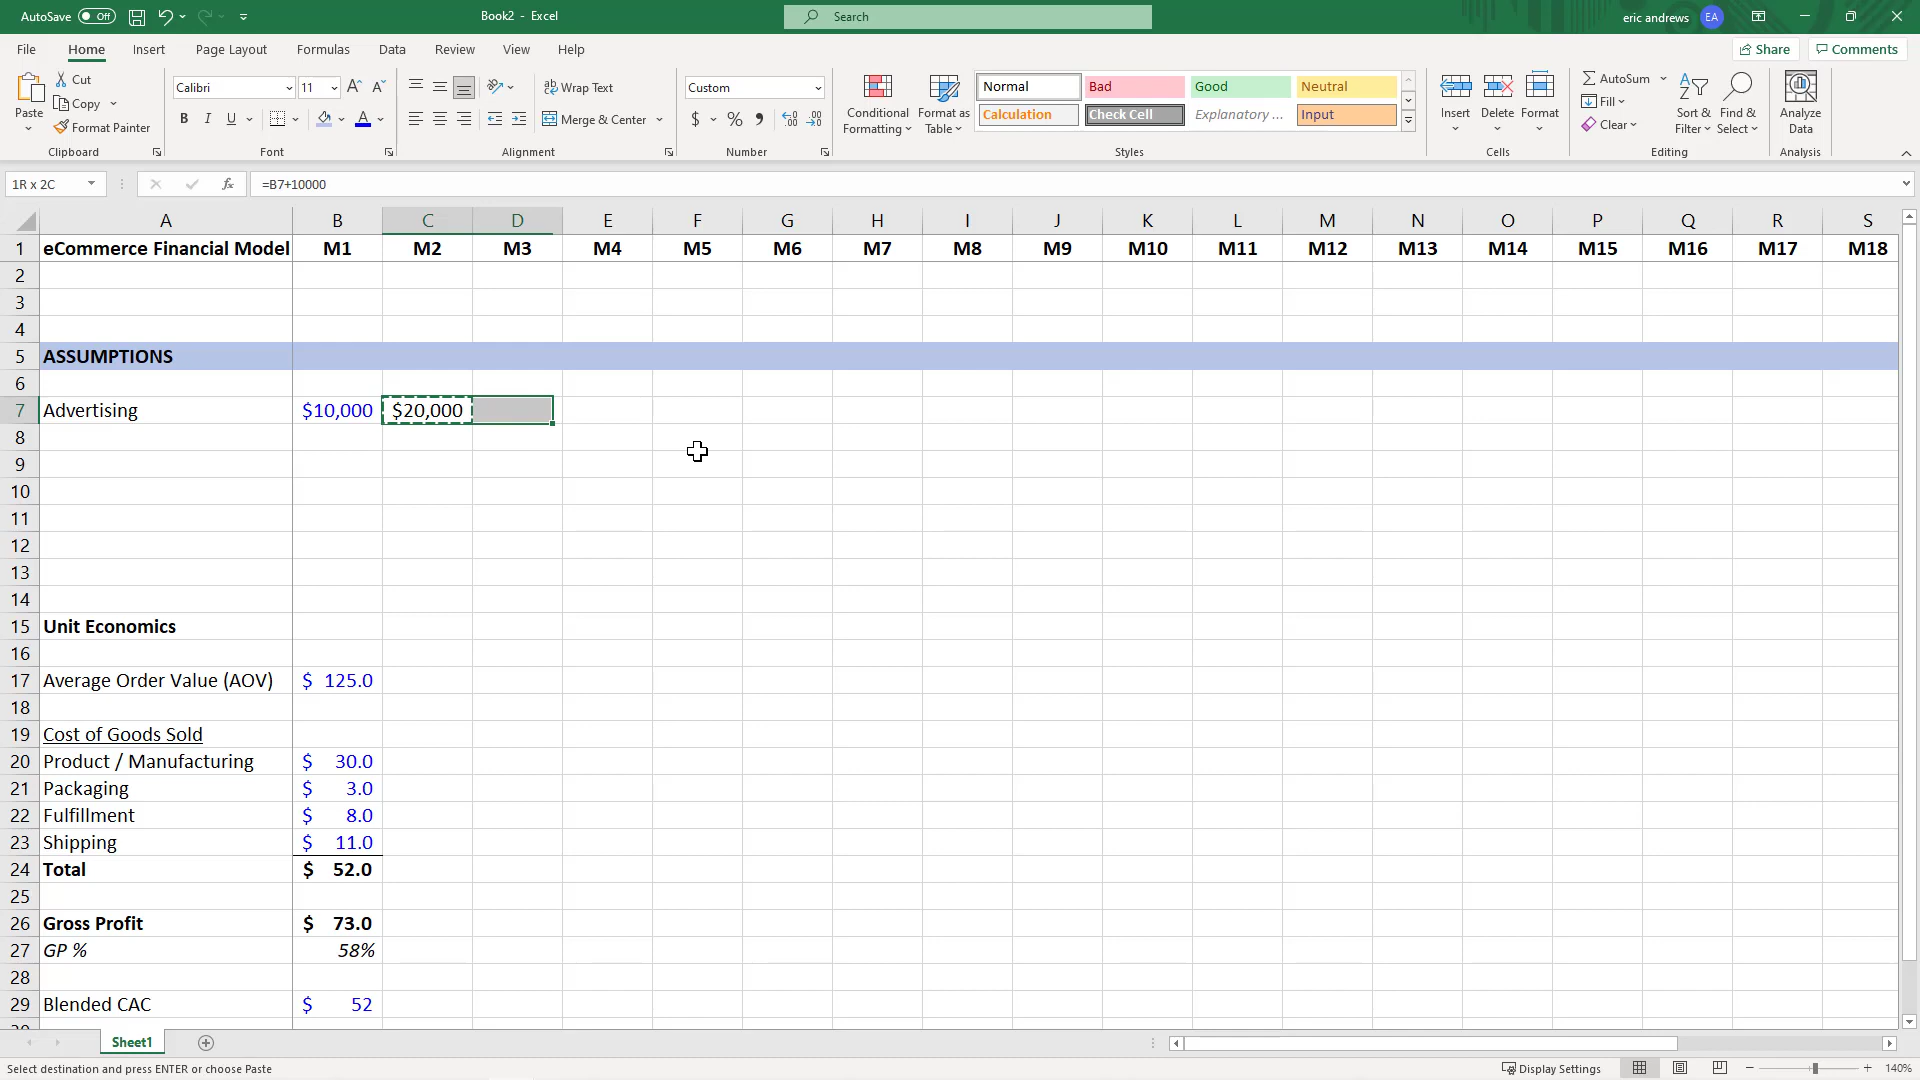 AutoSave Off Book2 - Excel Search eric andrews EA
File Home Insert Page Layout Formulas Data Review View Help Share Comments
Paste Cut Copy Format Painter Clipboard
Calibri 11 A A B I U A Font
Wrap Text Merge & Center Alignment
Custom $ % Number
Conditional Formatting Format as Table Normal Bad Good Neutral
Calculation Check Cell Explanatory ... Input Styles
Insert Delete Format Cells
AutoSum Fill Clear Sort & Filter Find & Select Editing
Analyze Data Analysis
1R x 2C fx =B7+10000
A B C D E F G H I J K L M N O P Q R S
1 eCommerce Financial Model M1 M2 M3 M4 M5 M6 M7 M8 M9 M10 M11 M12 M13 M14 M15 M16 M17 M18
2
3
4
5 ASSUMPTIONS
6
7 Advertising $10,000 $20,000
8
9
10
11
12
13
14
15 Unit Economics
16
17 Average Order Value (AOV) $ 125.0
18
19 Cost of Goods Sold
20 Product / Manufacturing $ 30.0
21 Packaging $ 3.0
22 Fulfillment $ 8.0
23 Shipping $ 11.0
24 Total $ 52.0
25
26 Gross Profit $ 73.0
27 GP % 58%
28
29 Blended CAC $ 52
Sheet1
Select destination and press ENTER or choose Paste Display Settings 140%